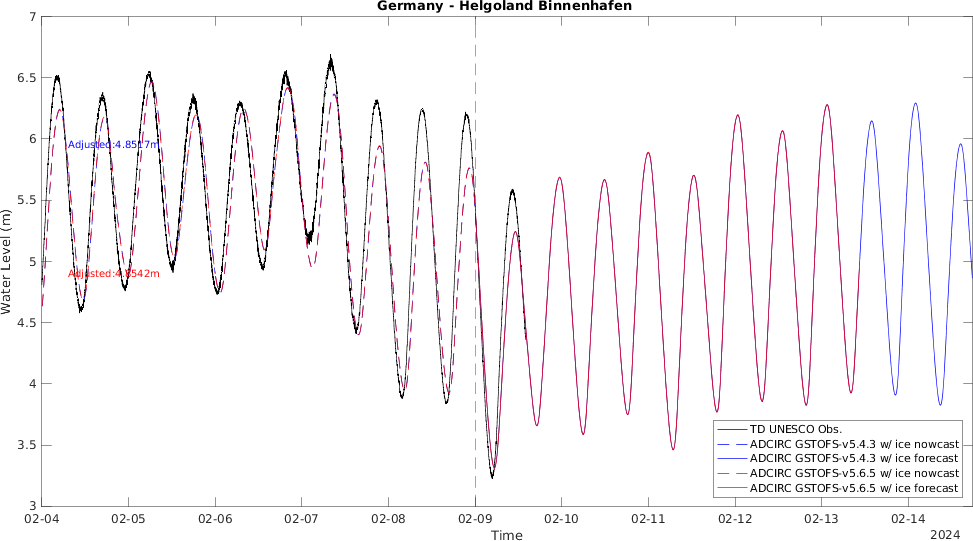 Germany - Helgoland Binnenhafen
7
6.5
6
5.5
5
4.5
4
3.5
3
Water Level (m)
Adjusted:4.8517m
Adjusted:4.8542m
TD UNESCO Obs.
ADCIRC GSTOFS-v5.4.3 w/ ice nowcast
ADCIRC GSTOFS-v5.4.3 w/ ice forecast
ADCIRC GSTOFS-v5.6.5 w/ ice nowcast
ADCIRC GSTOFS-v5.6.5 w/ ice forecast
02-04 02-05 02-06 02-07 02-08 02-09 02-10 02-11 02-12 02-13 02-14
Time
2024